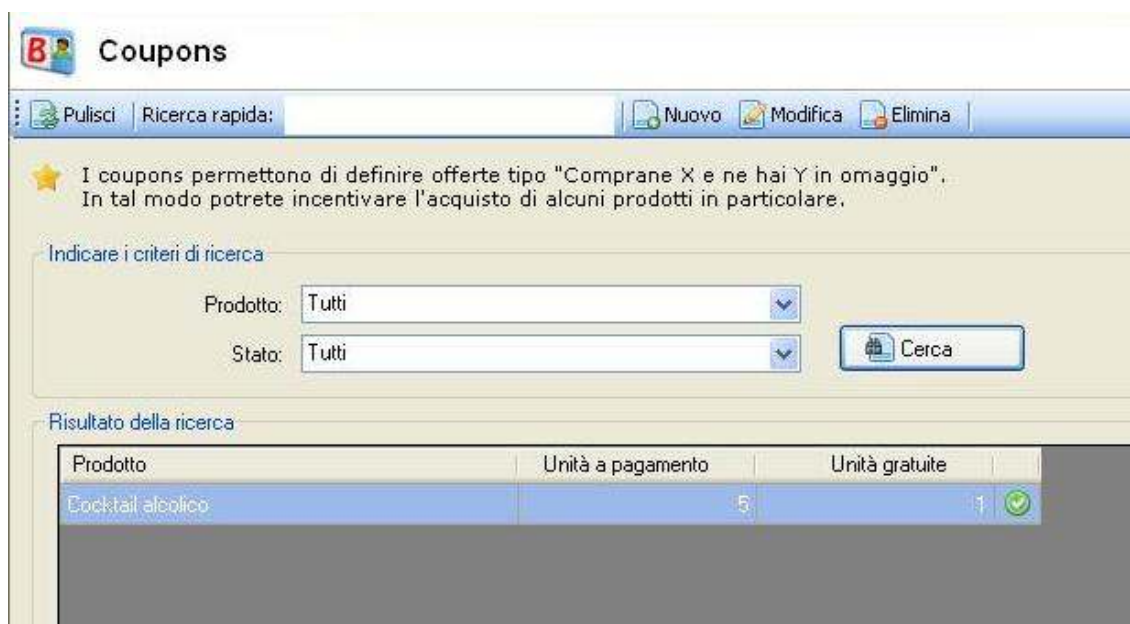 B Coupons
Pulisci Ricerca rapida: Nuovo Modifica Elimina
I coupons permettono di definire offerte tipo "Comprane X e ne hai Y in omaggio".
In tal modo potrete incentivare l'acquisto di alcuni prodotti in particolare.
Indicare i criteri di ricerca
Prodotto: Tutti
Stato: Tutti
Cerca
Risultato della ricerca
Prodotto Unità a pagamento Unità gratuite
Cocktail alcolico 5 1